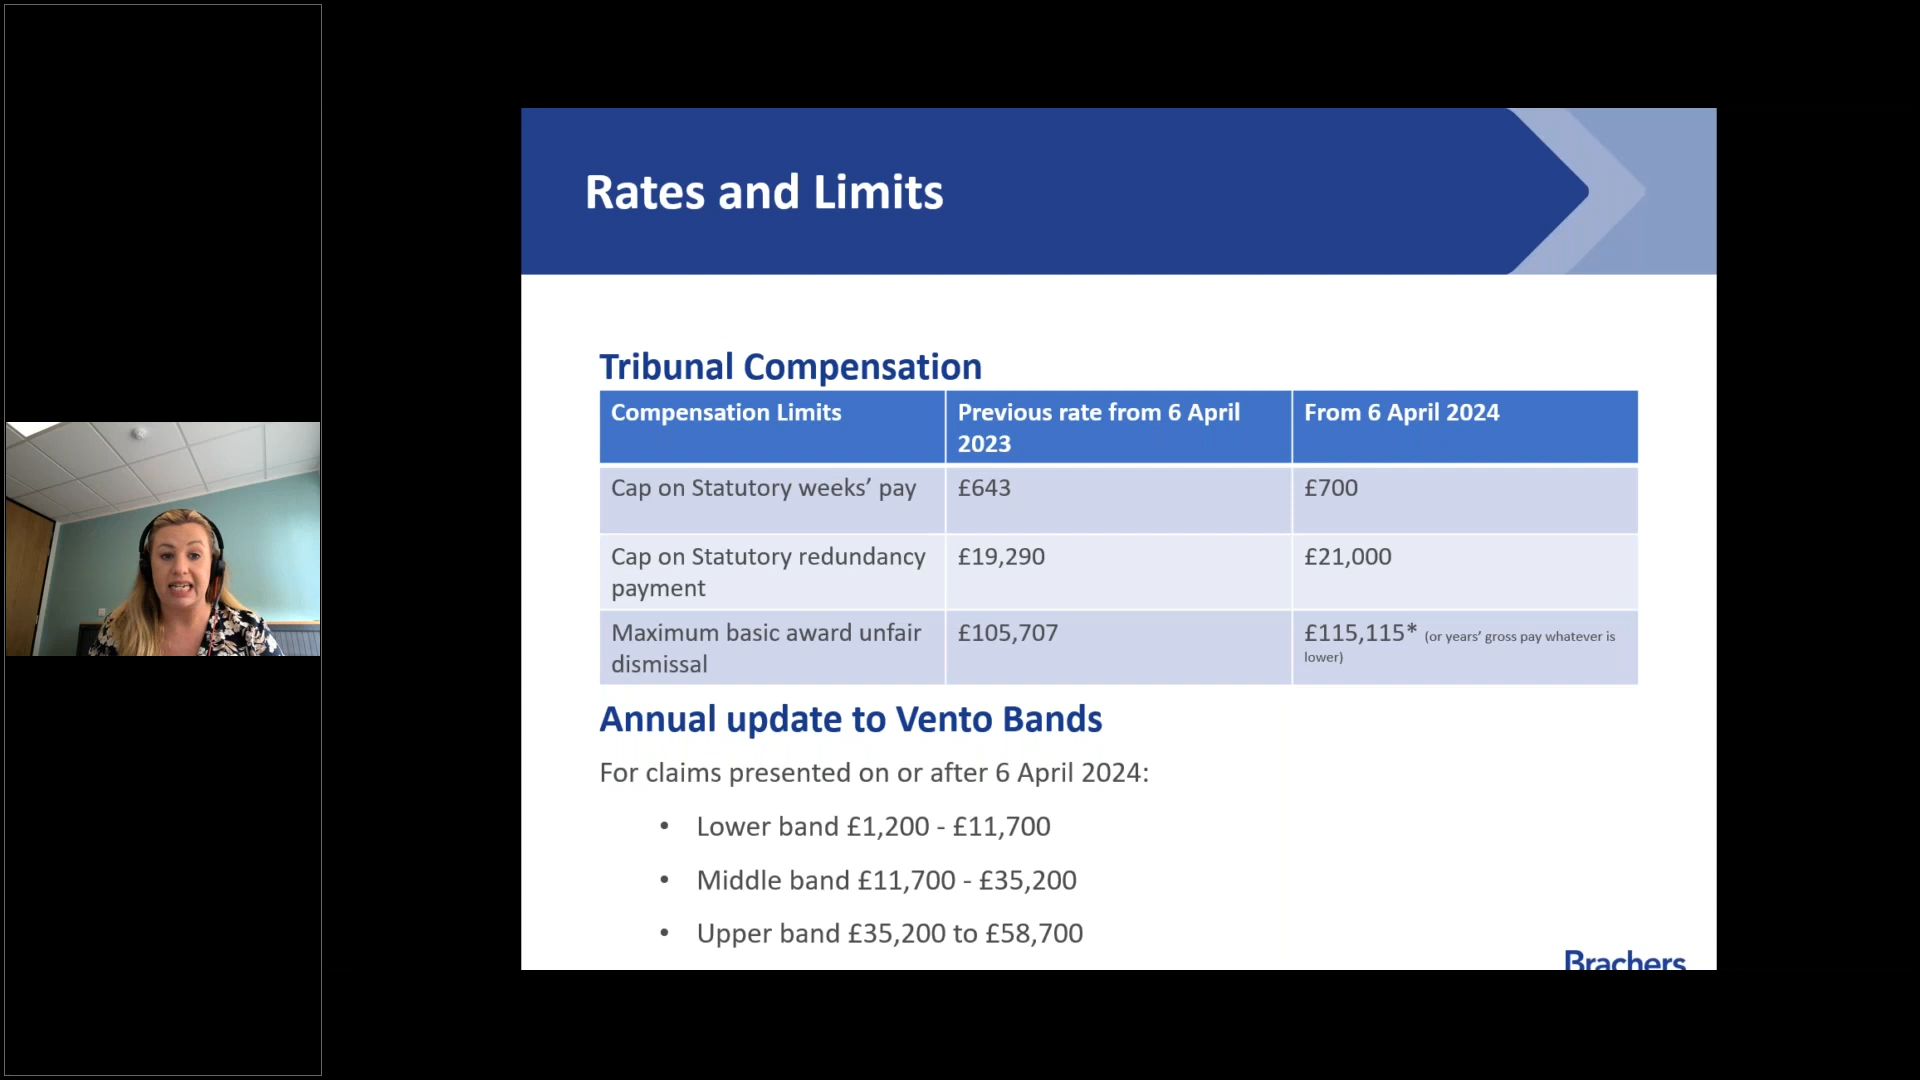 Rates and Limits
Tribunal Compensation
Compensation Limits
Previous rate from 6 April
2023
From 6 April 2024
Cap on Statutory weeks’ pay
£643
£700
Cap on Statutory redundancy
payment
£19,290
£21,000
Maximum basic award unfair
dismissal
£105,707
£115,115* (or years’ gross pay whatever is
lower)
Annual update to Vento Bands
For claims presented on or after 6 April 2024:
• Lower band £1,200 - £11,700
• Middle band £11,700 - £35,200
• Upper band £35,200 to £58,700
Brachers